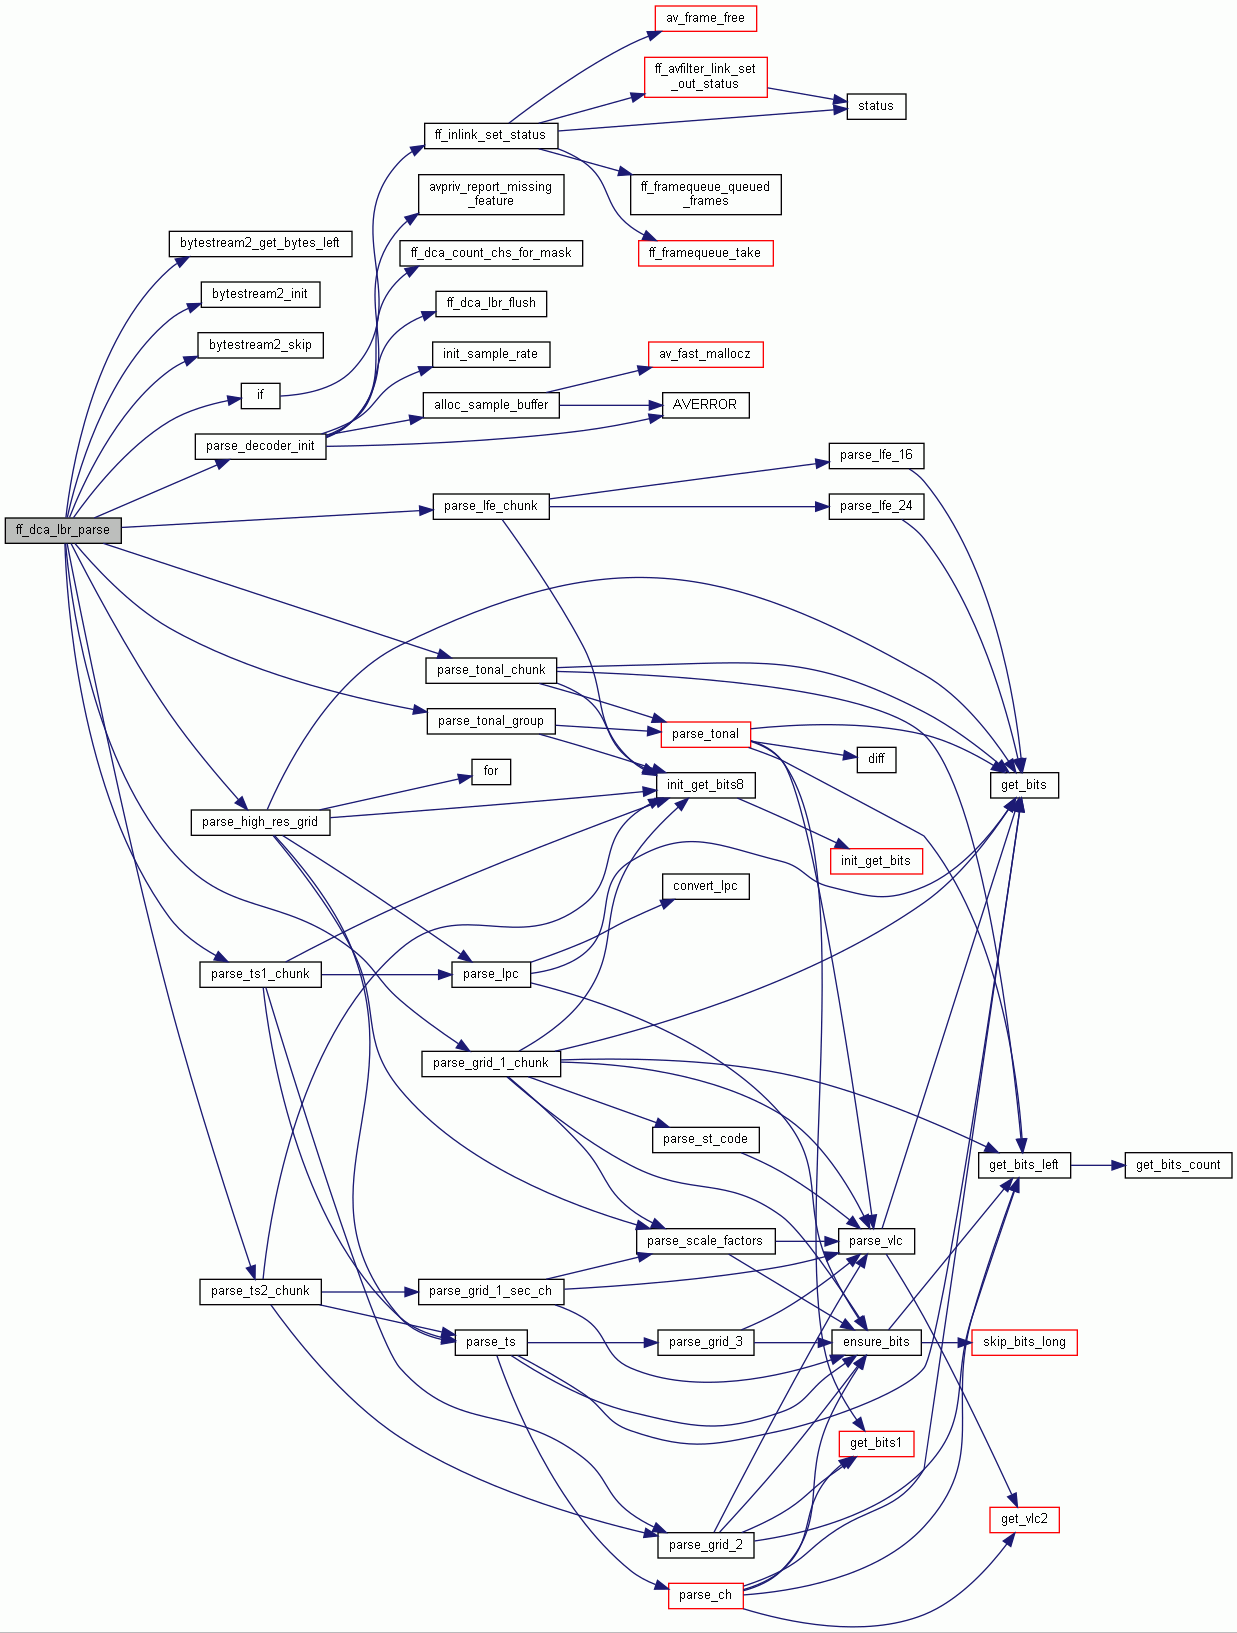 av_frame_free
ff_avfilter_link_set
_out_status
status
ff_inlink_set_status
avpriv_report_missing
_feature
ff_framequeue_queued
_frames
bytestream2_get_bytes_left
ff_dca_count_chs_for_mask
ff_framequeue_take
bytestream2_init
ff_dca_lbr_flush
bytestream2_skip
init_sample_rate
av_fast_mallocz
if
alloc_sample_buffer
AVERROR
parse_decoder_init
parse_lfe_16
ff_dca_lbr_parse
parse_lfe_chunk
parse_lfe_24
parse_tonal_chunk
parse_tonal_group
parse_tonal
diff
for
init_get_bits8
get_bits
parse_high_res_grid
init_get_bits
convert_lpc
parse_ts1_chunk
parse_lpc
parse_grid_1_chunk
parse_st_code
get_bits_left
get_bits_count
parse_scale_factors
parse_vlc
parse_ts2_chunk
parse_grid_1_sec_ch
parse_ts
parse_grid_3
ensure_bits
skip_bits_long
get_bits1
get_vlc2
parse_grid_2
parse_ch